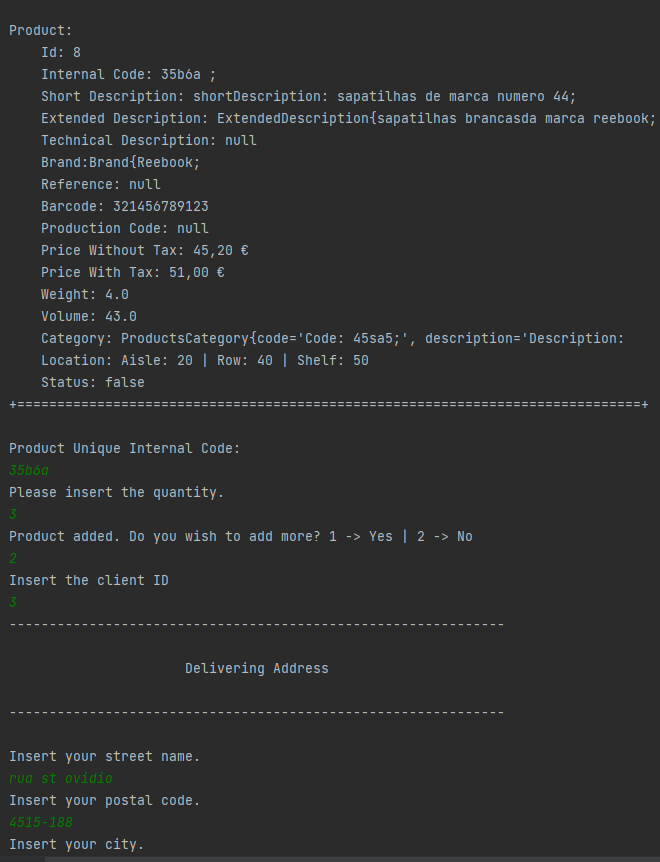 Product:
Id: 8
Internal Code: 35b6a ;
Short Description: shortDescription: sapatilhas de marca numero 44;
Extended Description: ExtendedDescription{sapatilhas brancasda marca reebook;
Technical Description: null
Brand:Brand{Reebook;
Reference: null
Barcode: 321456789123
Production Code: null
Price Without Tax: 45,20 €
Price With Tax: 51,00 €
Weight: 4.0
Volume: 43.0
Category: ProductsCategory{code='Code: 45sa5;', description='Description:
Location: Aisle: 20 | Row: 40 | Shelf: 50
Status: false
+==============================================================================+
Product Unique Internal Code:
35b6a
Please insert the quantity.
3
Product added. Do you wish to add more? 1 -> Yes | 2 -> No
2
Insert the client ID
3
--------------------------------------------------------------
Delivering Address
--------------------------------------------------------------
Insert your street name.
rua st ovidio
Insert your postal code.
4515-188
Insert your city.